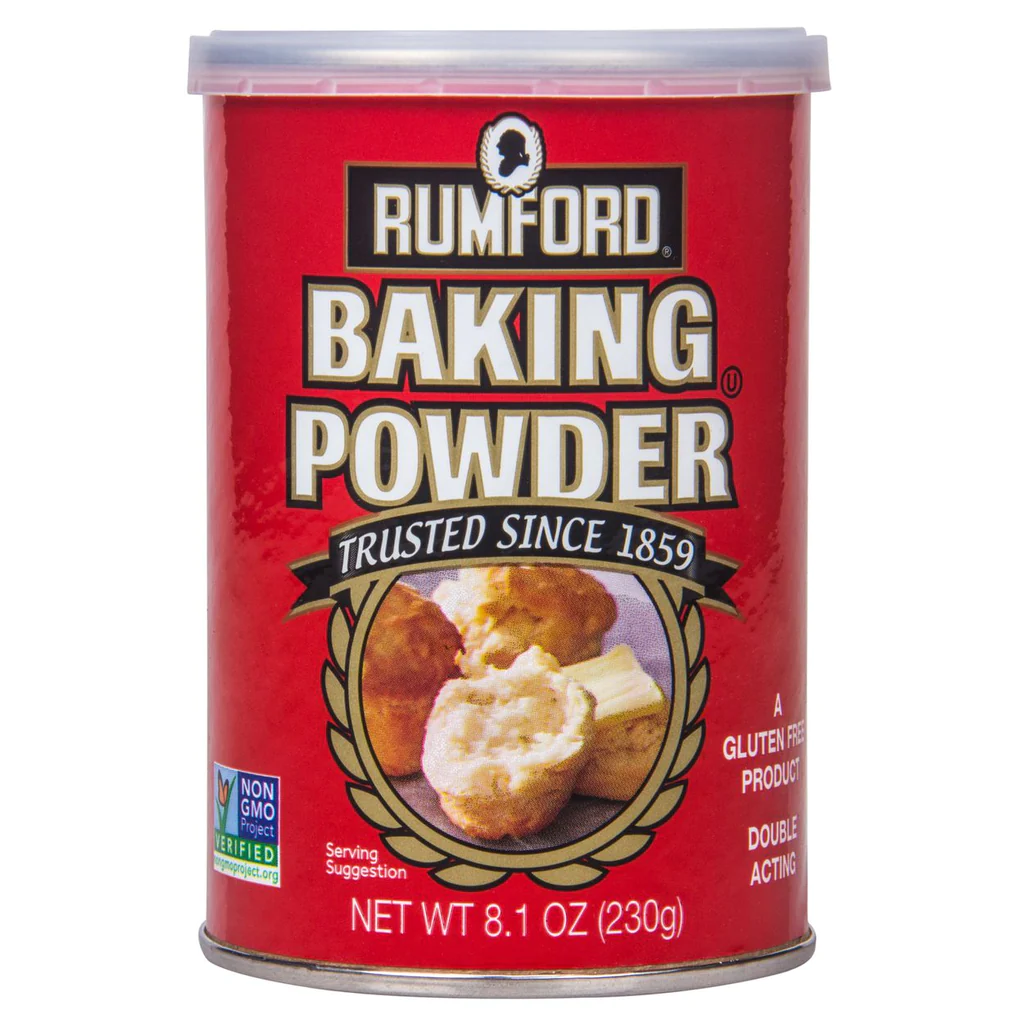 RUMFORD®
BAKING
POWDER Ⓤ
TRUSTED SINCE 1859
A
GLUTEN FREE
PRODUCT
DOUBLE
ACTING
NON
GMO
Project
VERIFIED
nongmoproject.org
Serving
Suggestion
NET WT 8.1 OZ (230g)